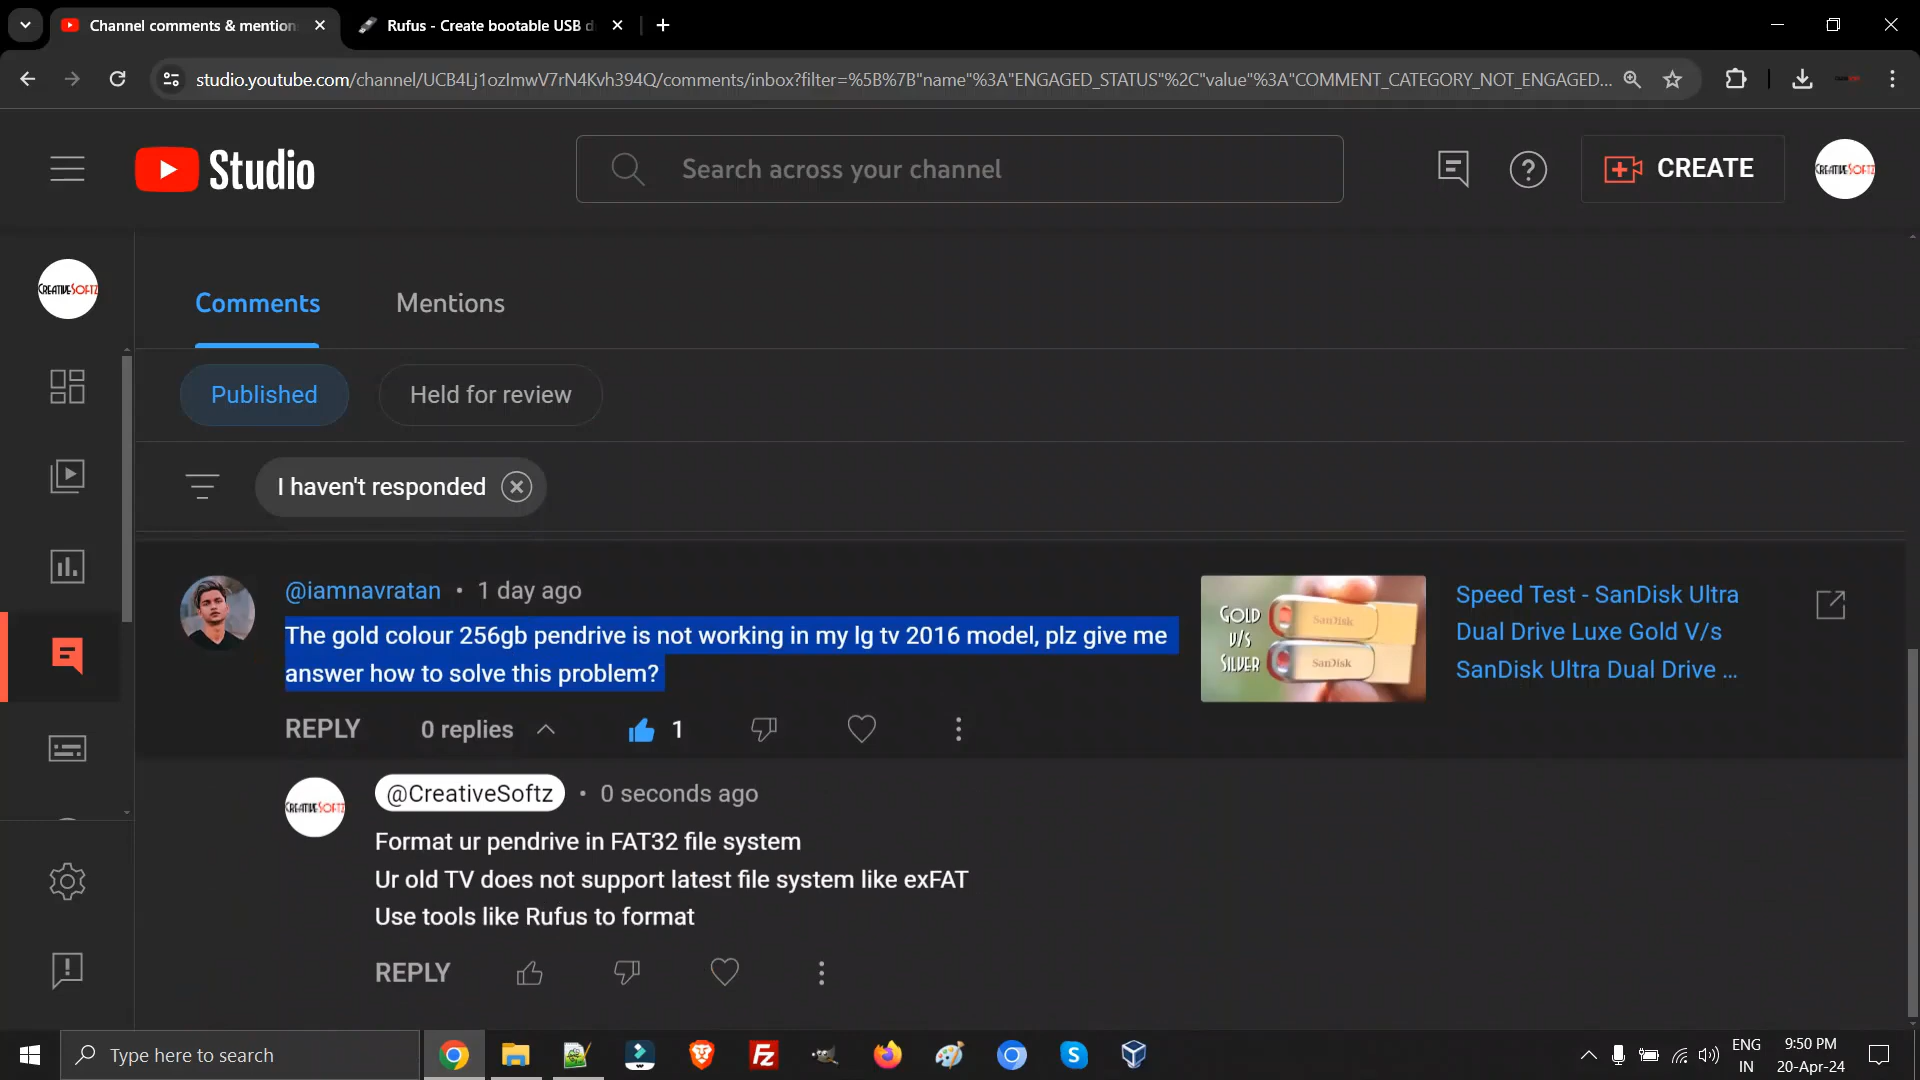 Channel comments & mention
Rufus - Create bootable USB d
studio.youtube.com/channel/UCB4Lj1ozImwV7rN4Kvh394Q/comments/inbox?filter=%5B%7B"name"%3A"ENGAGED_STATUS"%2C"value"%3A"COMMENT_CATEGORY_NOT_ENGAGED...
Studio
Search across your channel
CREATE
CREATIVESOFTZ
CREATIVESOFTZ
Comments
Mentions
Published
Held for review
I haven't responded
@iamnavratan • 1 day ago
The gold colour 256gb pendrive is not working in my lg tv 2016 model, plz give me
answer how to solve this problem?
GOLD
V/S
SILVER
SanDisk
SanDisk
Speed Test - SanDisk Ultra
Dual Drive Luxe Gold V/s
SanDisk Ultra Dual Drive ...
REPLY
0 replies
1
CREATIVESOFTZ
@CreativeSoftz • 0 seconds ago
Format ur pendrive in FAT32 file system
Ur old TV does not support latest file system like exFAT
Use tools like Rufus to format
REPLY
Type here to search
ENG
IN
9:50 PM
20-Apr-24